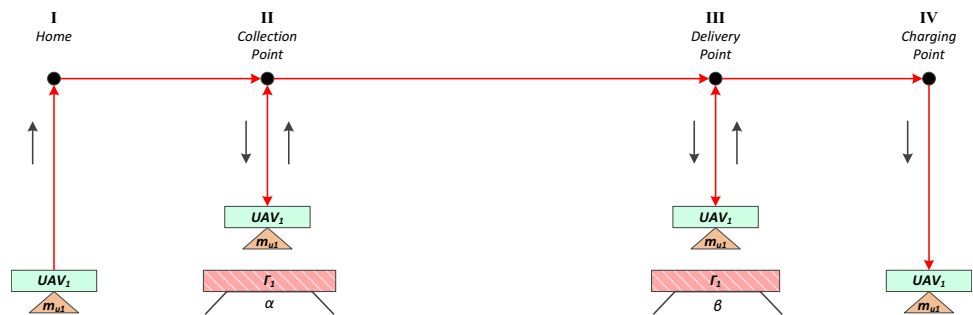 I
Home
II
Collection
Point
III
Delivery
Point
IV
Charging
Point
UAV₁
mᵤ₁
UAV₁
mᵤ₁
Γ₁
α
UAV₁
mᵤ₁
Γ₁
β
UAV₁
mᵤ₁